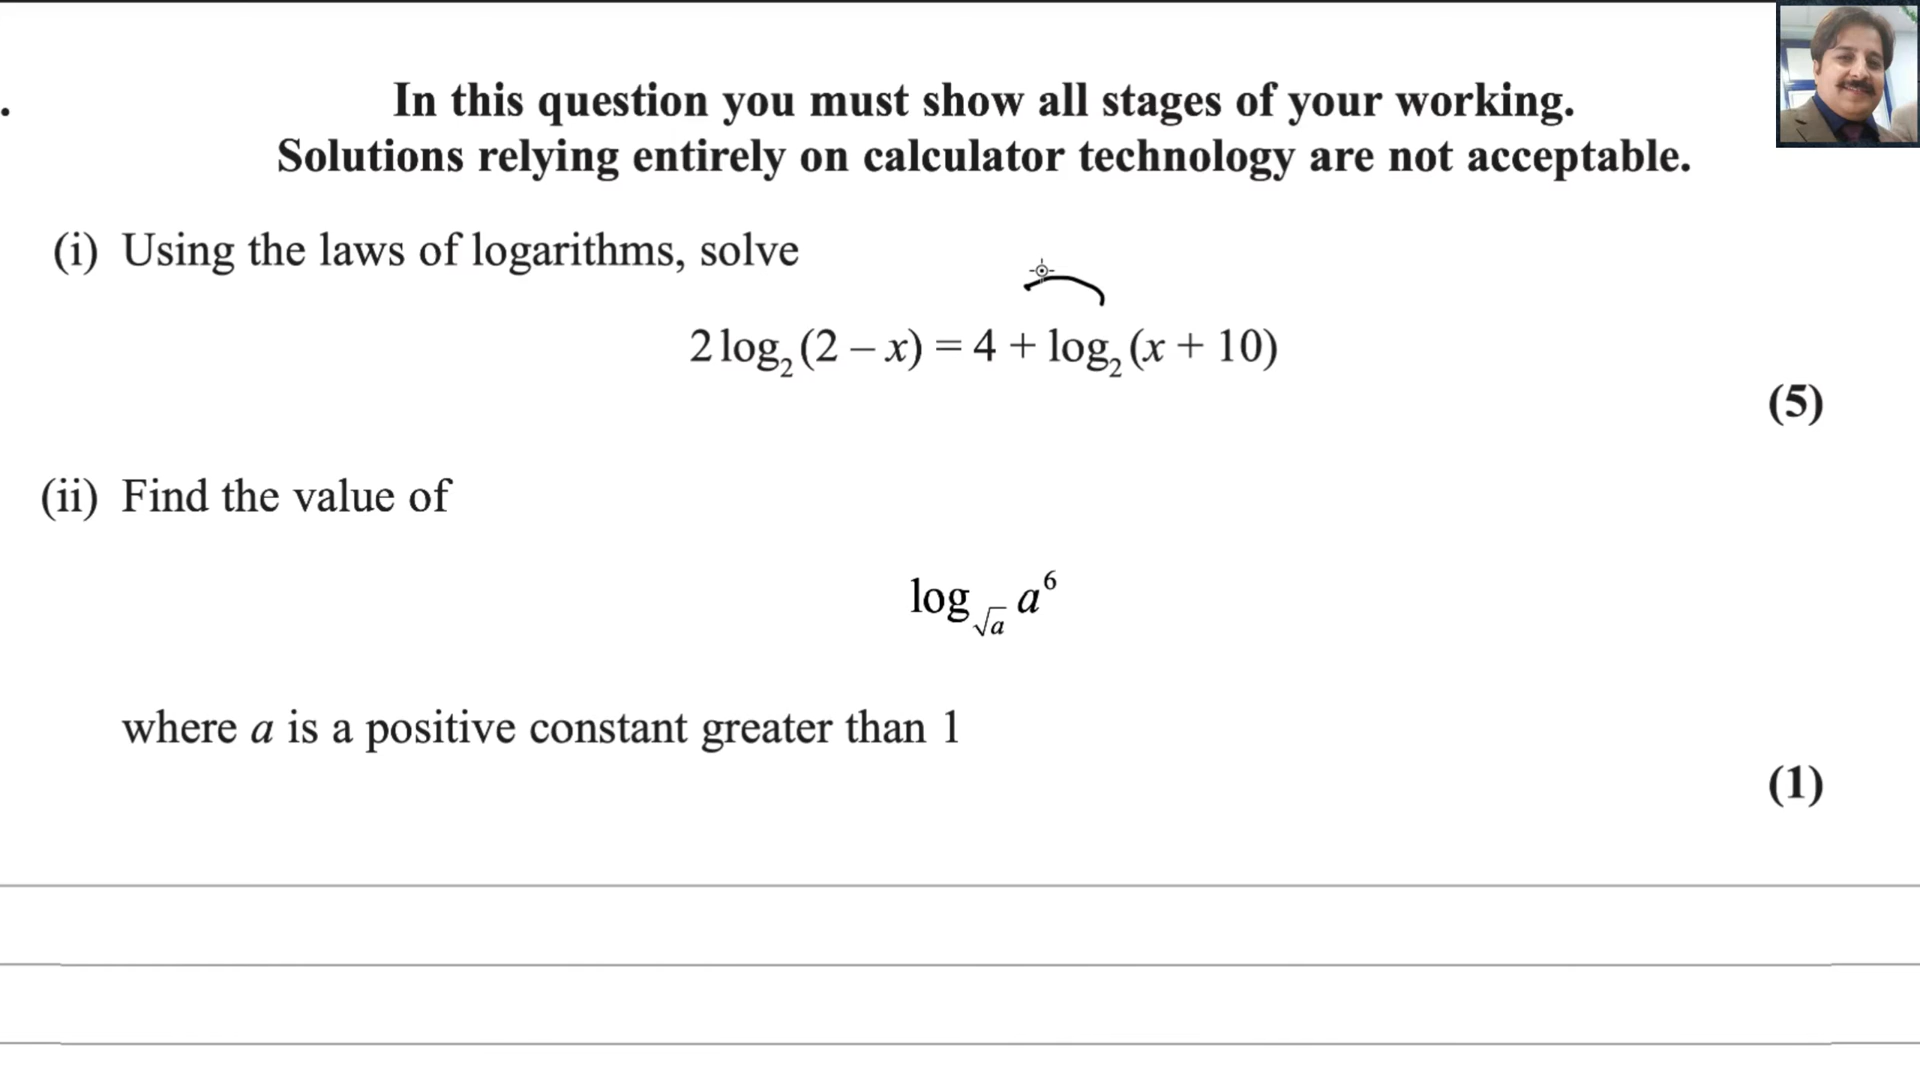 .
In this question you must show all stages of your working.
Solutions relying entirely on calculator technology are not acceptable.
(i) Using the laws of logarithms, solve
2 log₂ (2 – x) = 4 + log₂ (x + 10)
(5)
(ii) Find the value of
log_√a a⁶
where a is a positive constant greater than 1
(1)